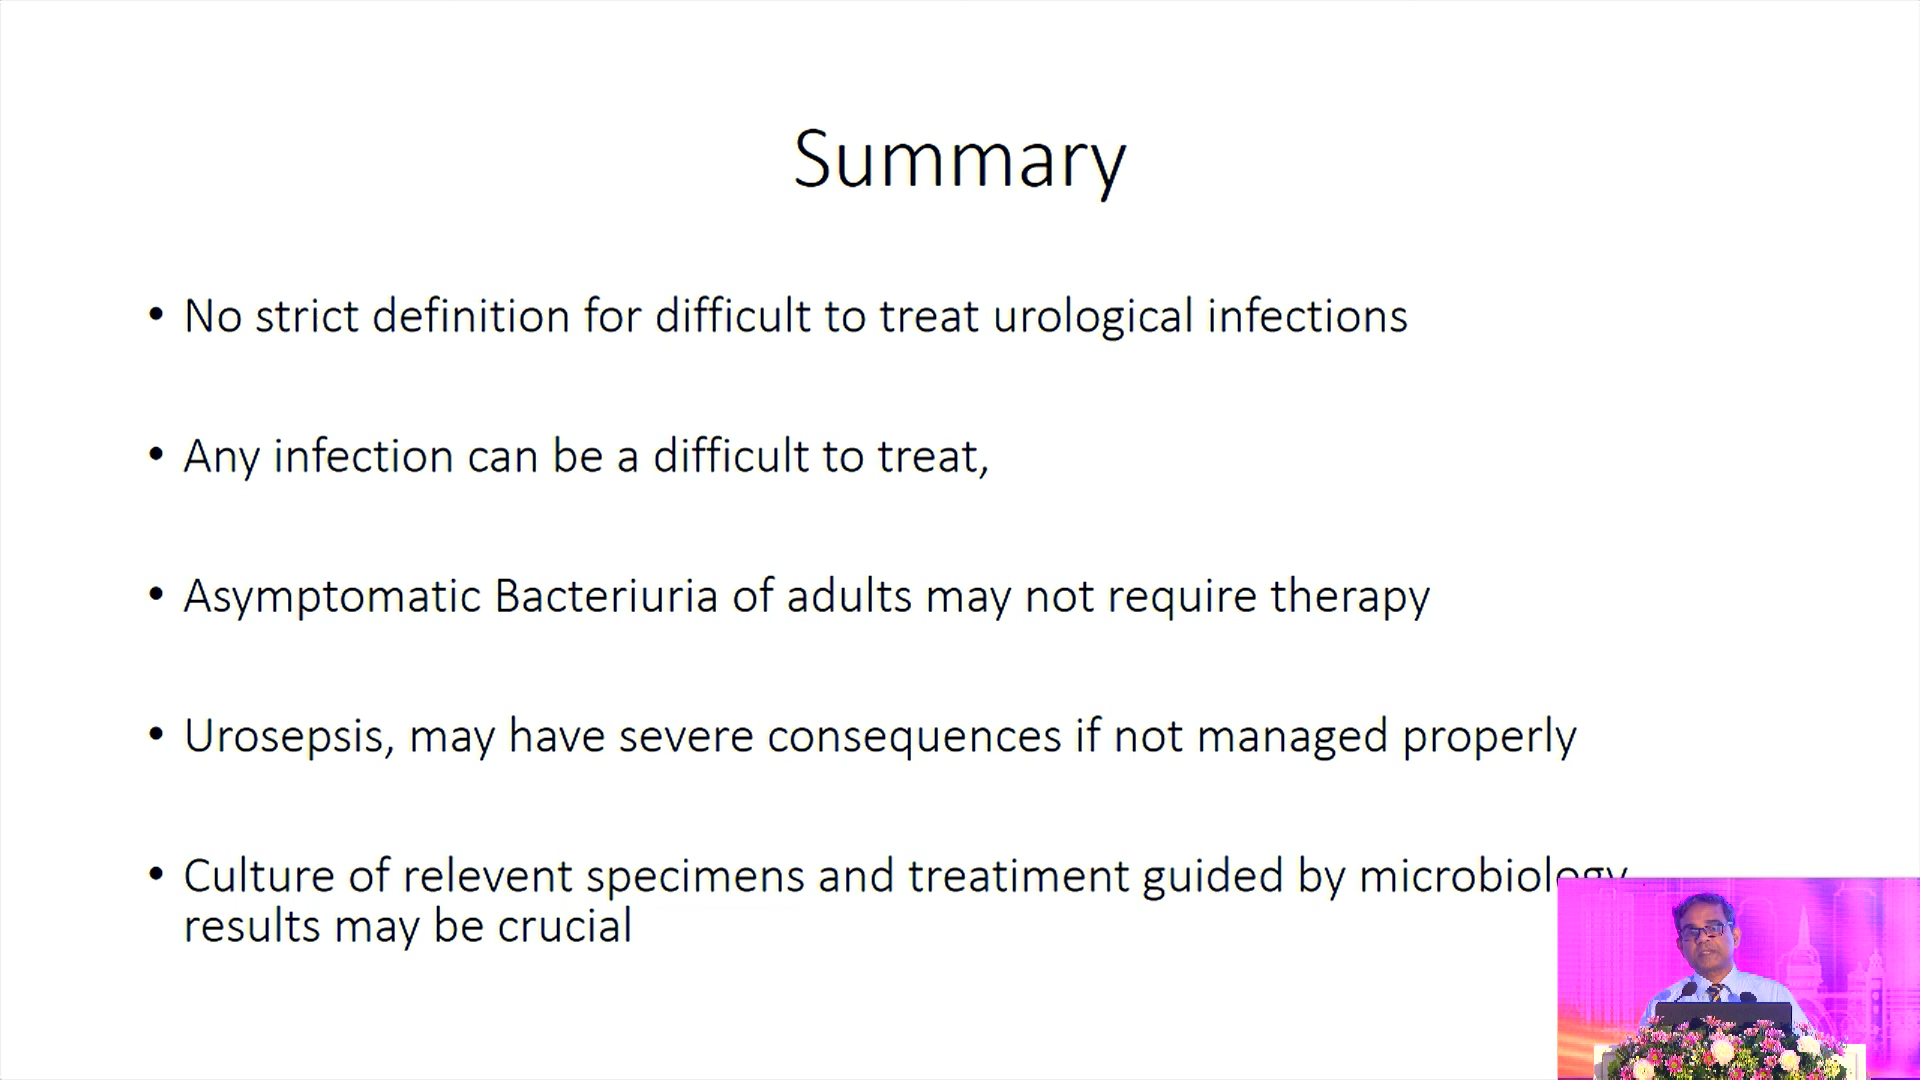 Summary
• No strict definition for difficult to treat urological infections
• Any infection can be a difficult to treat,
• Asymptomatic Bacteriuria of adults may not require therapy
• Urosepsis, may have severe consequences if not managed properly
• Culture of relevent specimens and treatiment guided by microbiology
results may be crucial